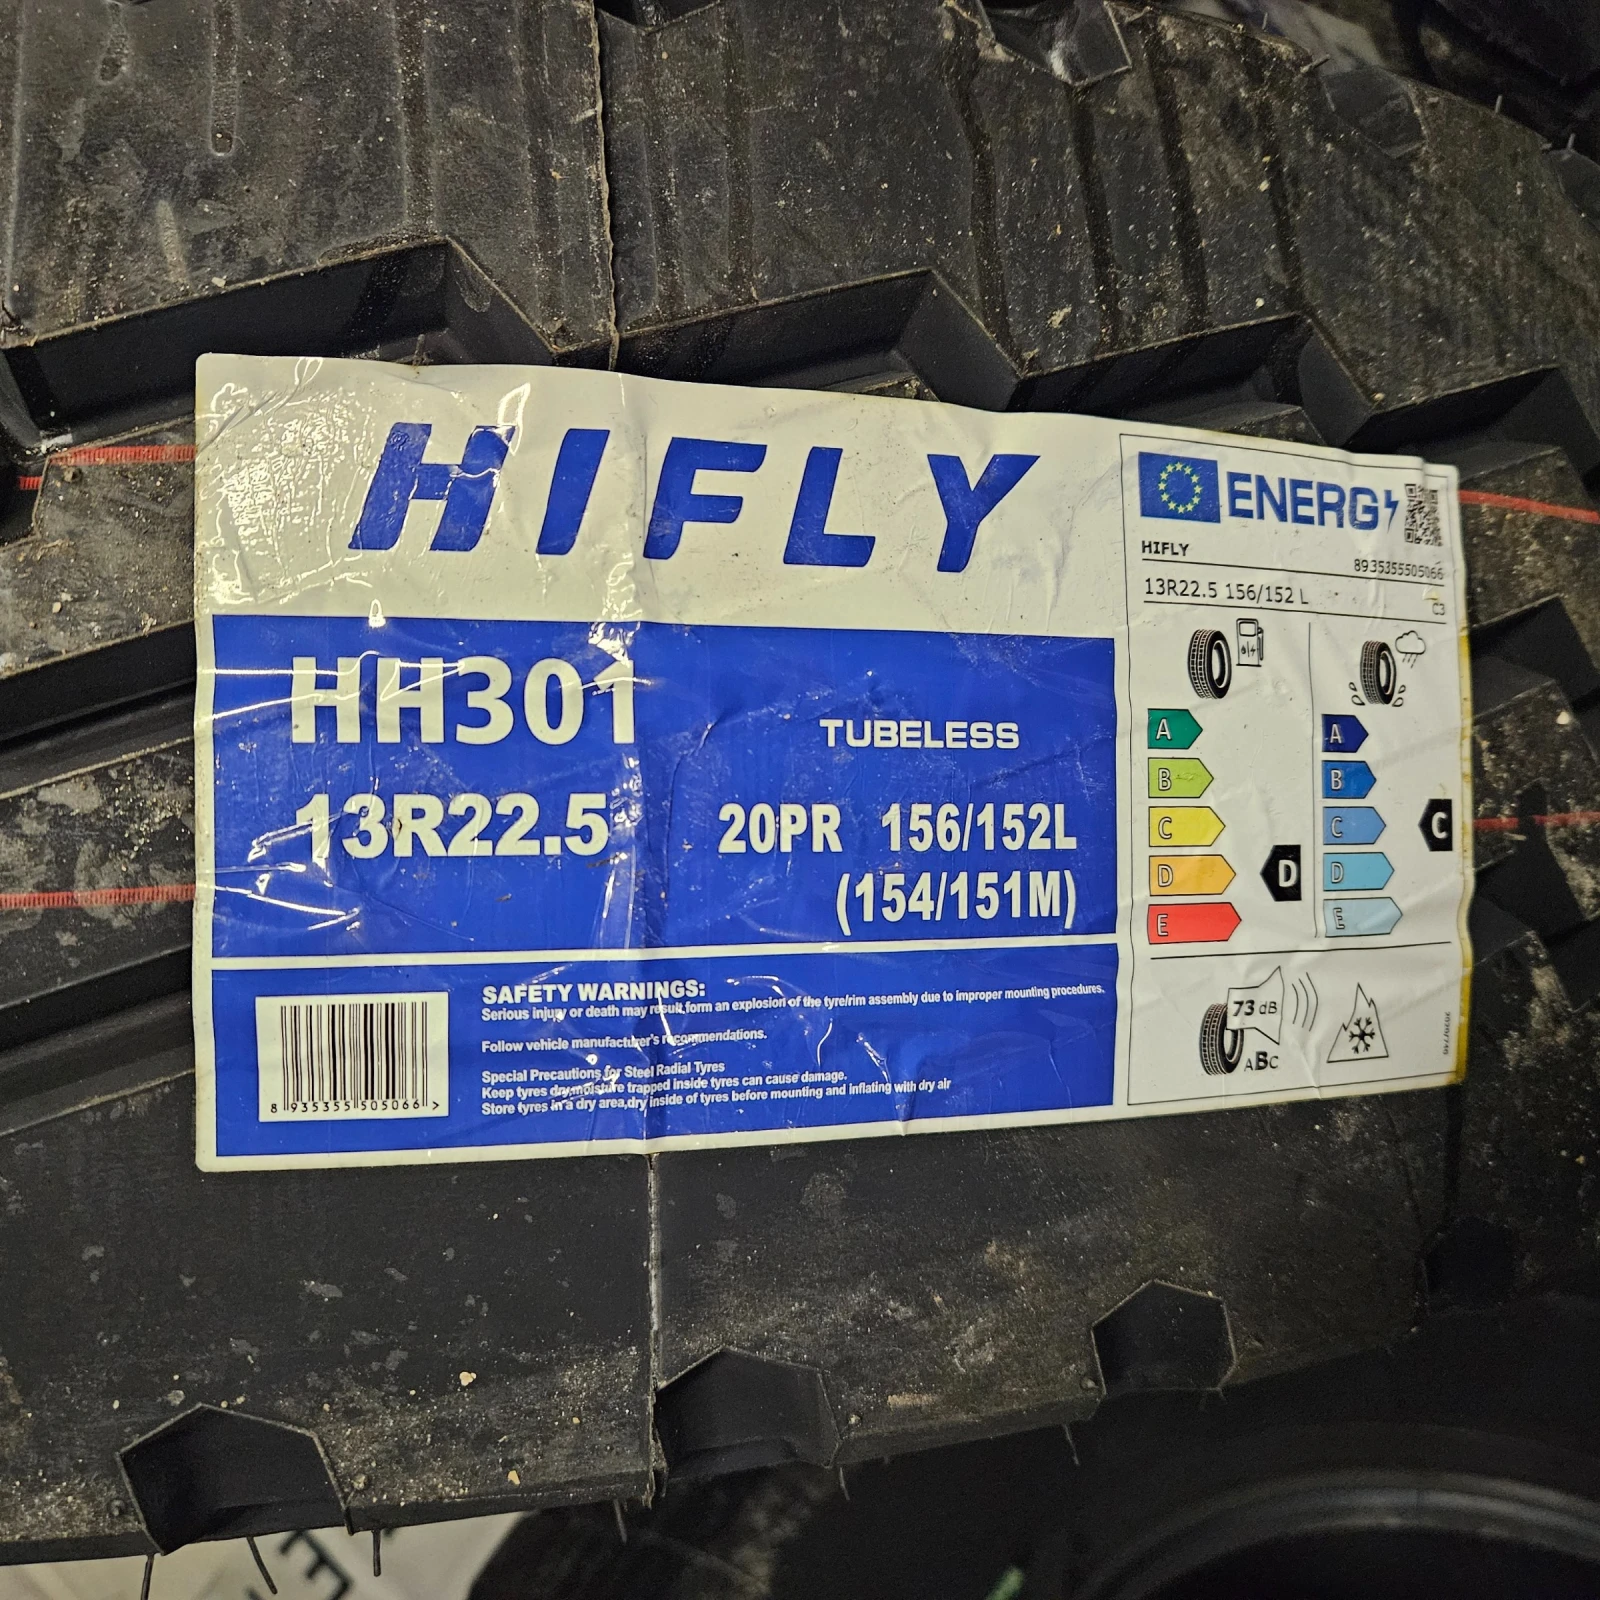 HIFLY
HH301
TUBELESS
13R22.5
20PR 156/152L
(154/151M)
8 935355 505066 >
SAFETY WARNINGS:
Serious injury or death may result,form an explosion of the tyre/rim assembly due to improper mounting procedures.
Follow vehicle manufacturer's recommendations.
Special Precautions for Steel Radial Tyres
Keep tyres dry,moisture trapped inside tyres can cause damage.
Store tyres in a dry area,dry inside of tyres before mounting and inflating with dry air
ENERG
HIFLY
8935355505066
13R22.5 156/152 L
C3
A
B
C
D
E
D
A
B
C
D
E
C
73 dB
ABC
2020/740